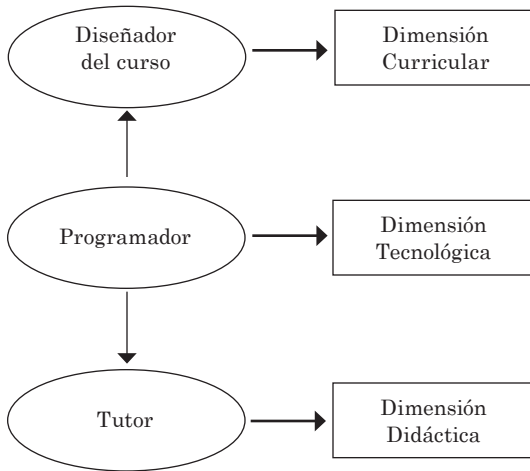 Diseñador
del curso
Dimensión
Curricular
Programador
Dimensión
Tecnológica
Tutor
Dimensión
Didáctica